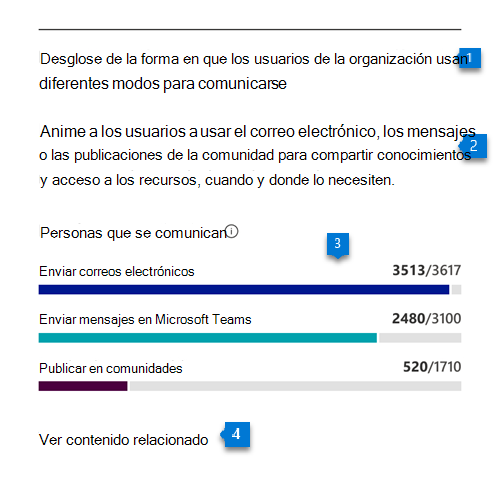 Desglose de la forma en que los usuarios de la organización usan 1
diferentes modos para comunicarse
Anime a los usuarios a usar el correo electrónico, los mensajes
o las publicaciones de la comunidad para compartir conocimientos 2
y acceso a los recursos, cuando y donde lo necesiten.
Personas que se comunican
3
Enviar correos electrónicos 3513/3617
Enviar mensajes en Microsoft Teams 2480/3100
Publicar en comunidades 520/1710
Ver contenido relacionado 4